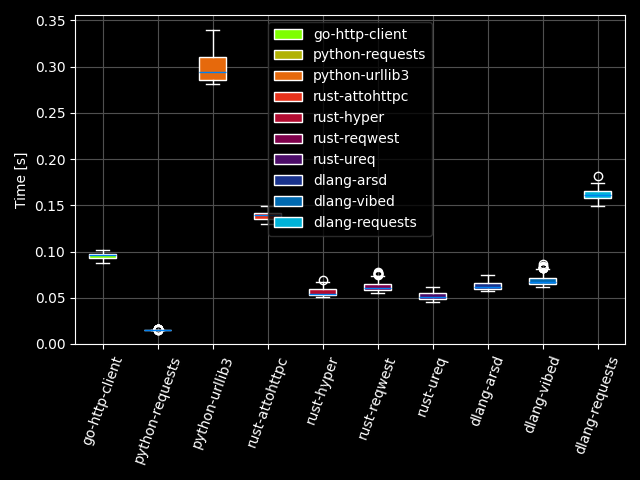 0.35
0.30
0.25
0.20
0.15
0.10
0.05
0.00
Time [s]
go-http-client
python-requests
python-urllib3
rust-attohttpc
rust-hyper
rust-reqwest
rust-ureq
dlang-arsd
dlang-vibed
dlang-requests
go-http-client
python-requests
python-urllib3
rust-attohttpc
rust-hyper
rust-reqwest
rust-ureq
dlang-arsd
dlang-vibed
dlang-requests